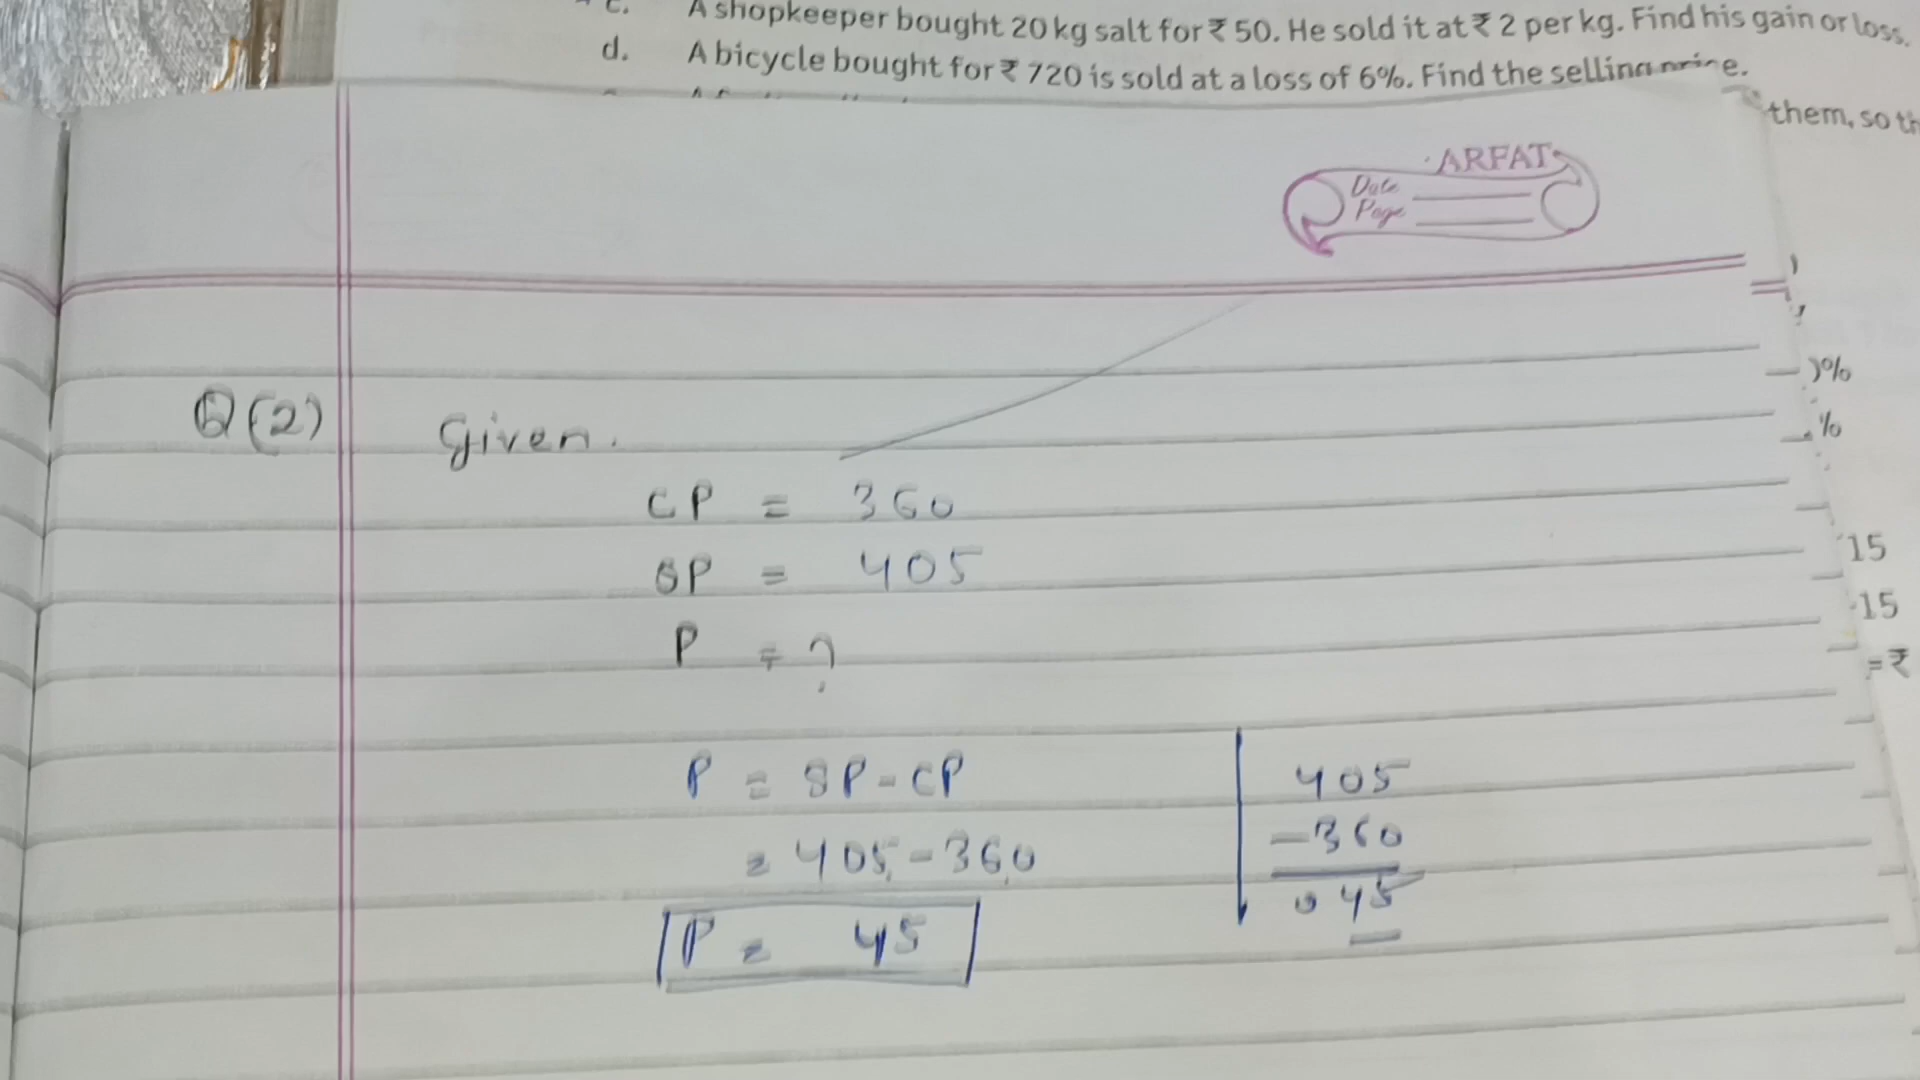 c. A shopkeeper bought 20 kg salt for ₹ 50. He sold it at ₹ 2 per kg. Find his gain or loss.
d. A bicycle bought for ₹ 720 is sold at a loss of 6%. Find the selling price.
them, so th
ARFAT
Date
Page
%
%
Q(2) Given.
CP = 360
SP = 405
15
P = ?
15
= ₹
P = SP - CP
= 405 - 360
P = 45
405
-360
045